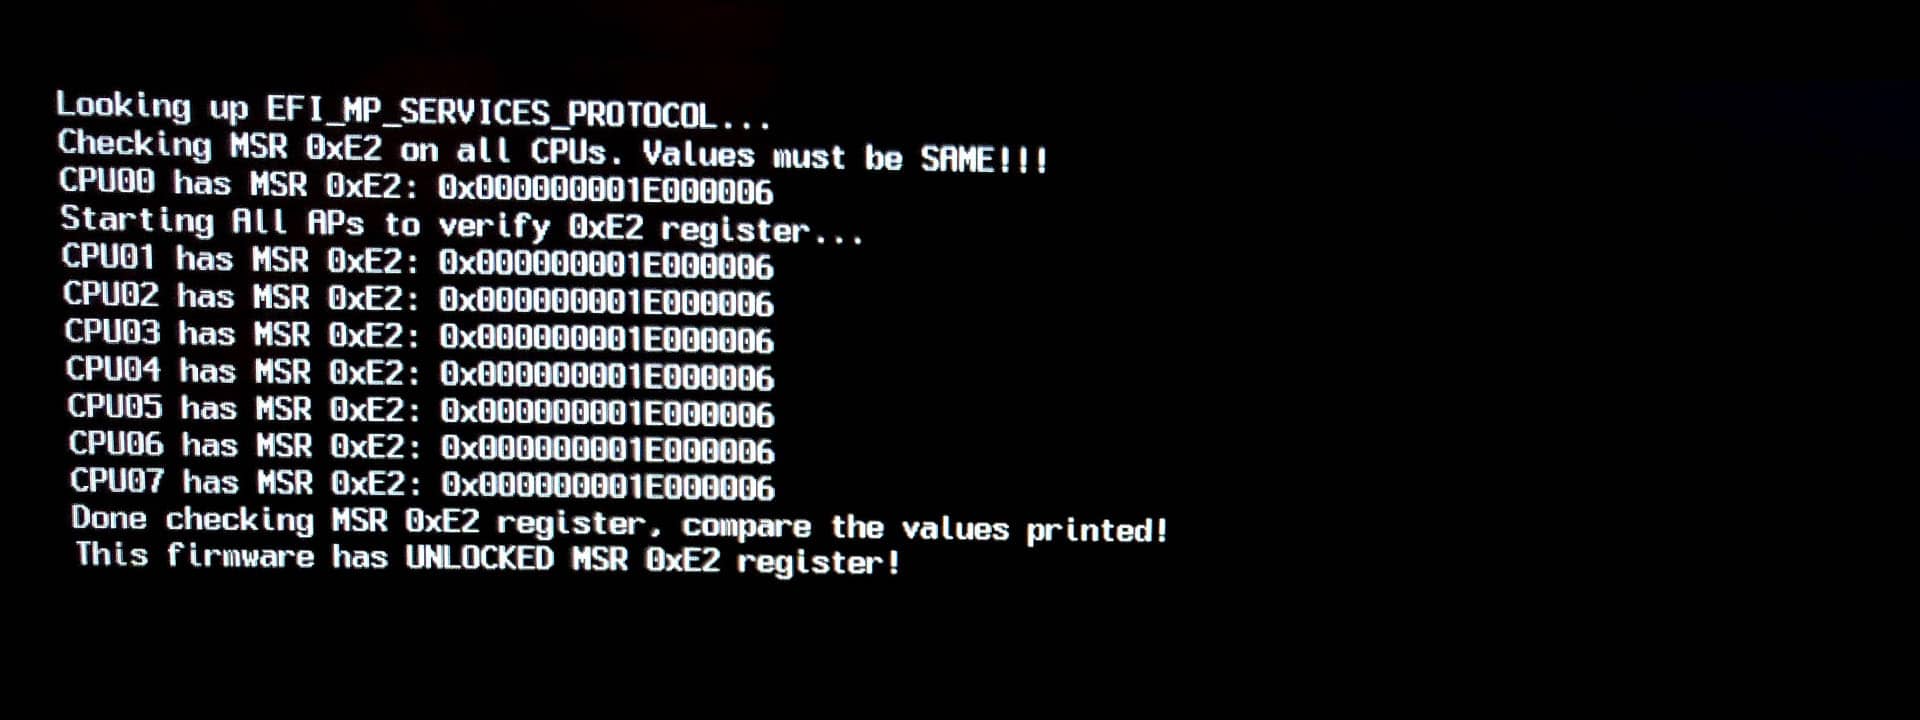 Looking up EFI_MP_SERVICES_PROTOCOL...
Checking MSR 0xE2 on all CPUs. Values must be SAME!!!
CPU00 has MSR 0xE2: 0x000000001E000006
Starting All APs to verify 0xE2 register...
CPU01 has MSR 0xE2: 0x000000001E000006
CPU02 has MSR 0xE2: 0x000000001E000006
CPU03 has MSR 0xE2: 0x000000001E000006
CPU04 has MSR 0xE2: 0x000000001E000006
CPU05 has MSR 0xE2: 0x000000001E000006
CPU06 has MSR 0xE2: 0x000000001E000006
CPU07 has MSR 0xE2: 0x000000001E000006
Done checking MSR 0xE2 register, compare the values printed!
This firmware has UNLOCKED MSR 0xE2 register!